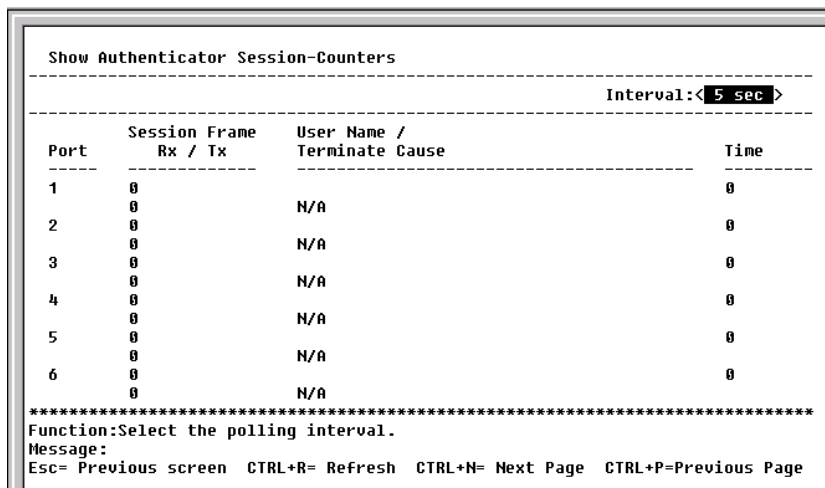 Show Authenticator Session-Counters
Interval:< 5 sec >
Session Frame User Name /
Port Rx / Tx Terminate Cause Time
1 0 0
0 N/A
2 0 0
0 N/A
3 0 0
0 N/A
4 0 0
0 N/A
5 0 0
0 N/A
6 0 0
0 N/A
*******************************************************************************
Function:Select the polling interval.
Message:
Esc= Previous screen CTRL+R= Refresh CTRL+N= Next Page CTRL+P=Previous Page